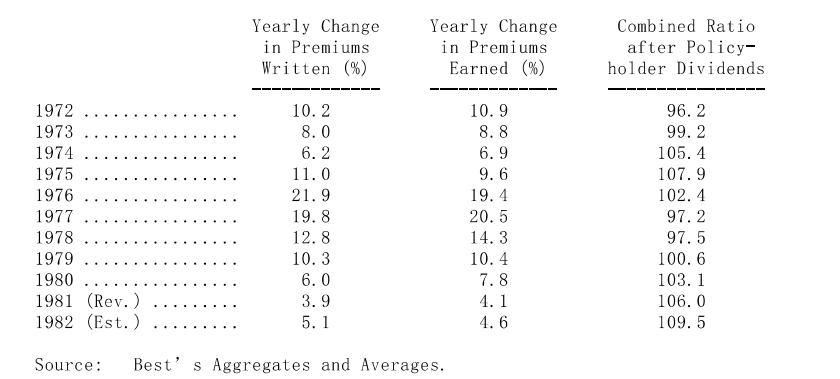 Yearly Change Yearly Change Combined Ratio
in Premiums in Premiums after Policy-
Written (%) Earned (%) holder Dividends
1972 ................ 10.2 10.9 96.2
1973 ................ 8.0 8.8 99.2
1974 ................ 6.2 6.9 105.4
1975 ................ 11.0 9.6 107.9
1976 ................ 21.9 19.4 102.4
1977 ................ 19.8 20.5 97.2
1978 ................ 12.8 14.3 97.5
1979 ................ 10.3 10.4 100.6
1980 ................ 6.0 7.8 103.1
1981 (Rev.) ......... 3.9 4.1 106.0
1982 (Est.) ......... 5.1 4.6 109.5
Source: Best’s Aggregates and Averages.